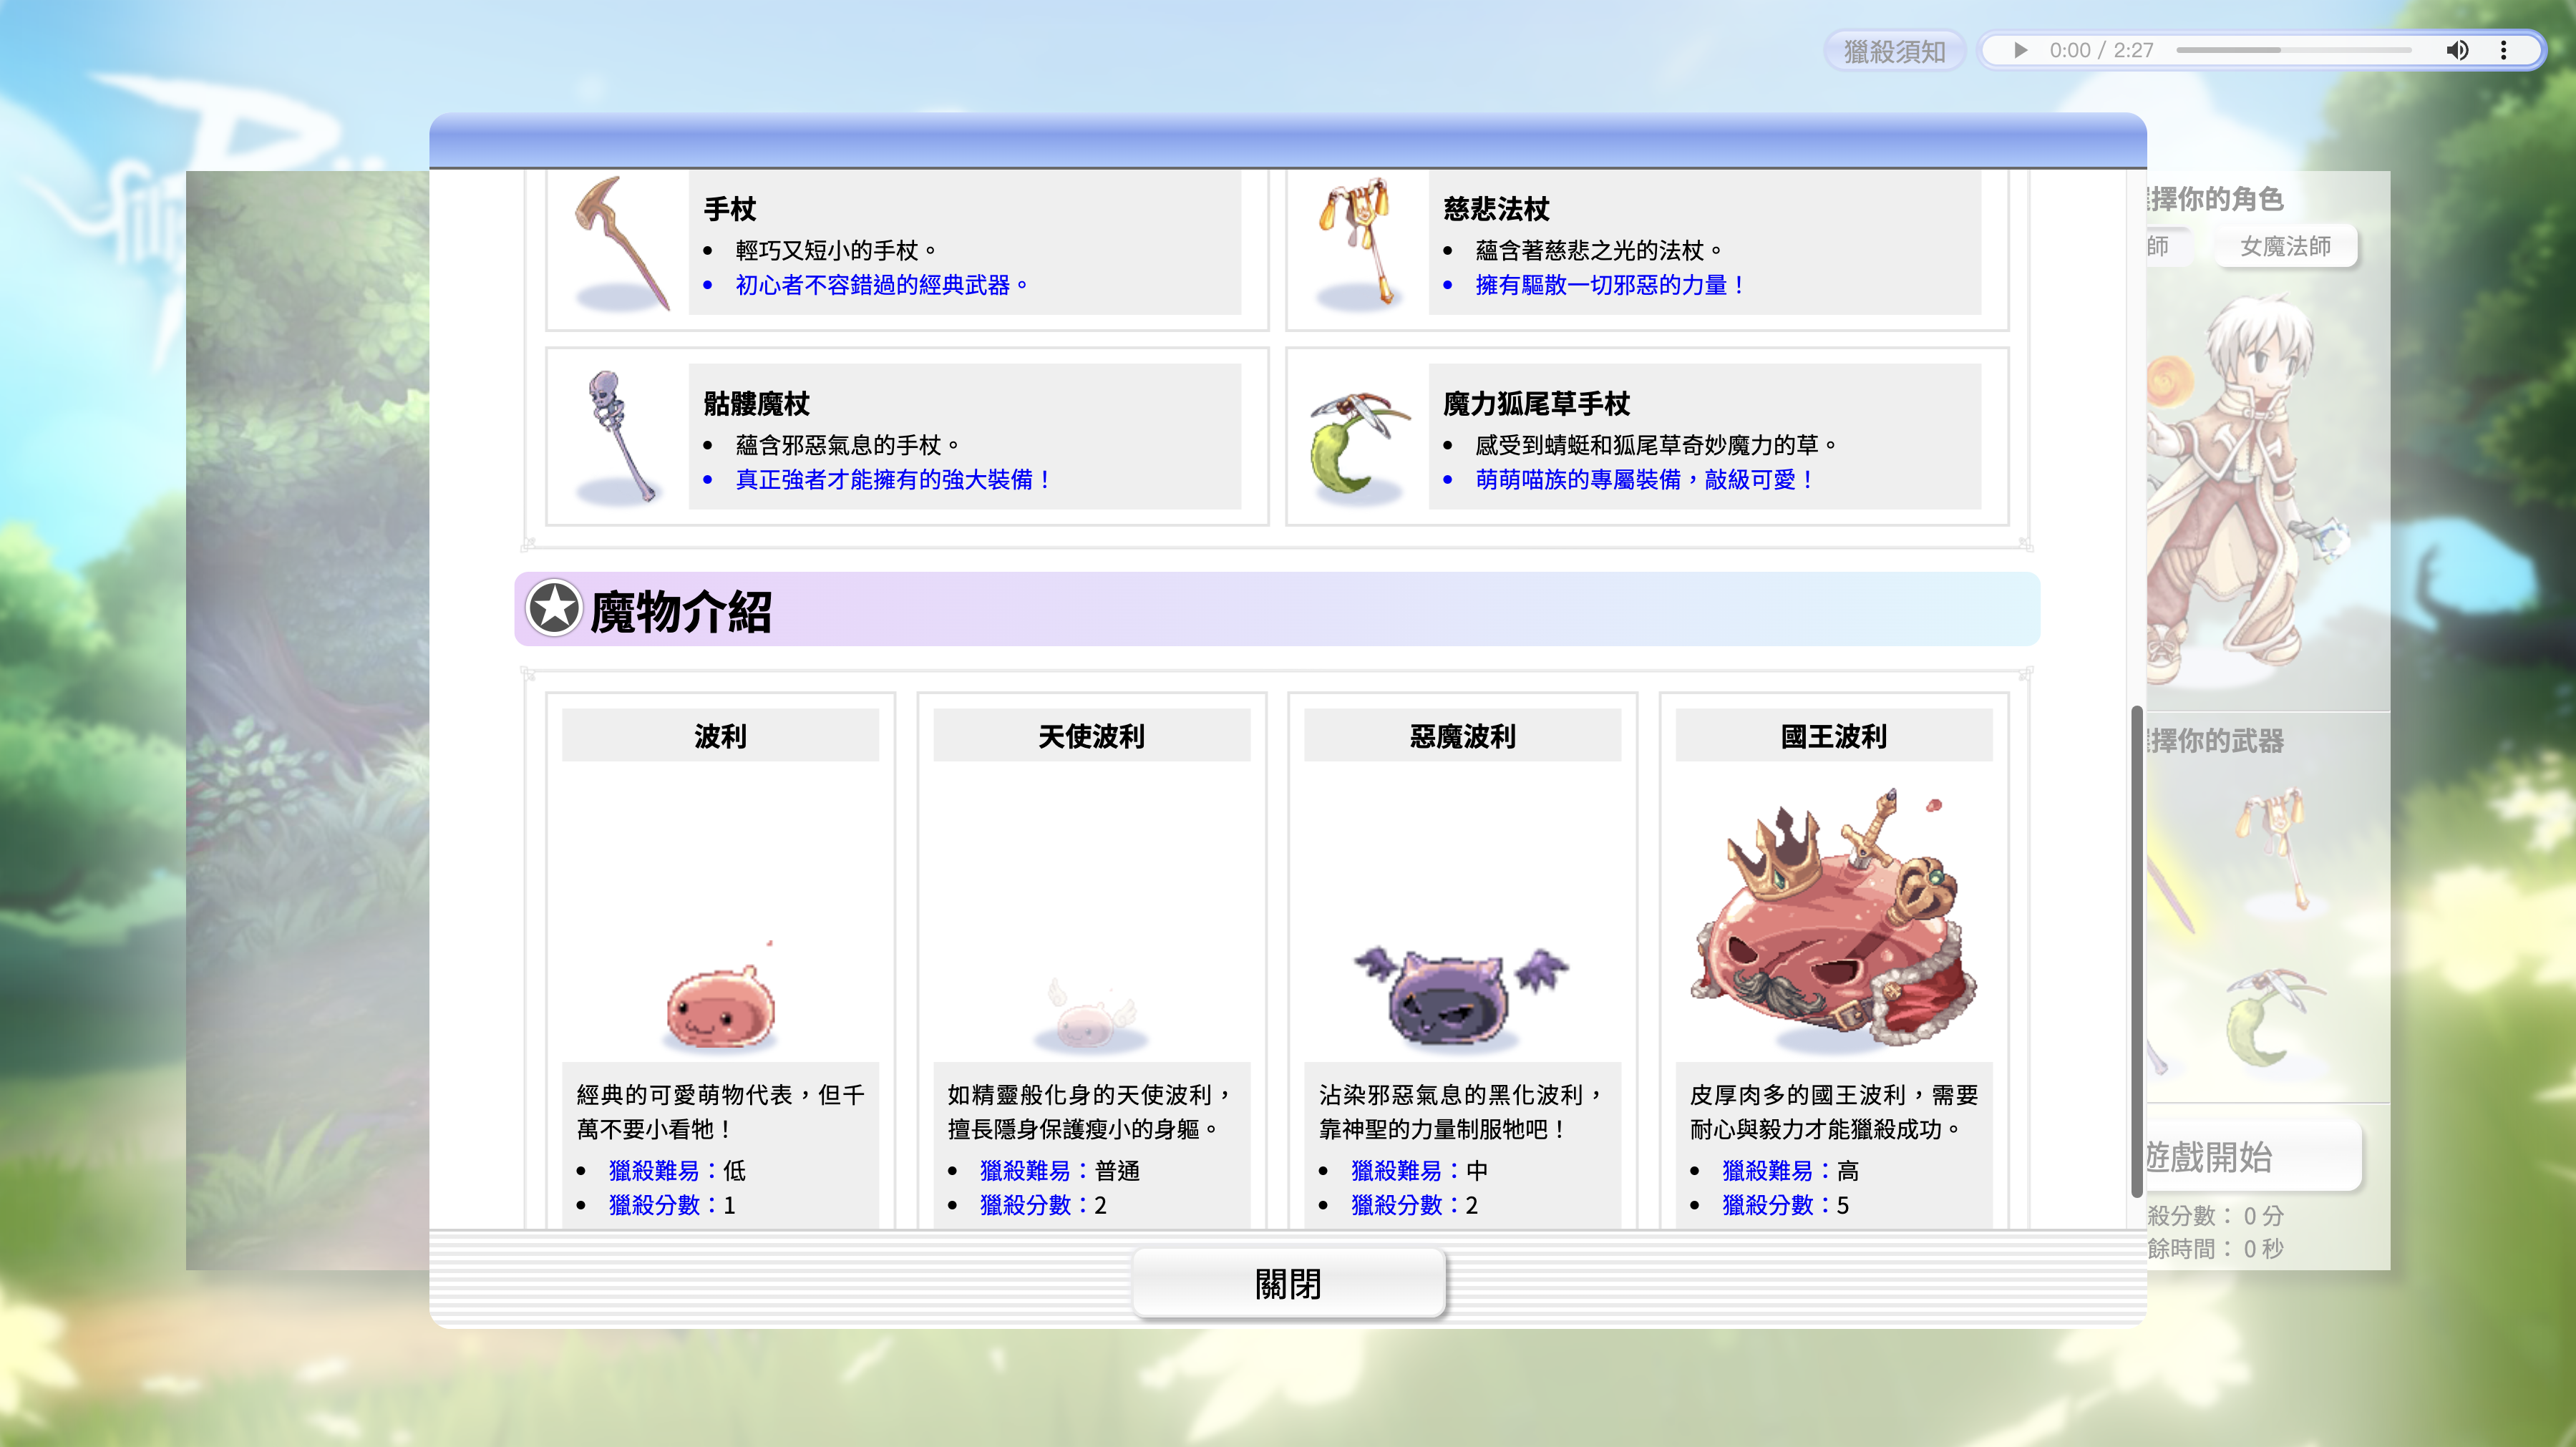 獵殺須知
0:00 / 2:27
擇你的角色
師
女魔法師
手杖
• 輕巧又短小的手杖。
• 初心者不容錯過的經典武器。
慈悲法杖
• 蘊含著慈悲之光的法杖。
• 擁有驅散一切邪惡的力量！
骷髏魔杖
• 蘊含邪惡氣息的手杖。
• 真正強者才能擁有的強大裝備！
魔力狐尾草手杖
• 感受到蜻蜓和狐尾草奇妙魔力的草。
• 萌萌喵族的專屬裝備，敲級可愛！
魔物介紹
擇你的武器
波利
經典的可愛萌物代表，但千
萬不要小看牠！
• 獵殺難易：低
• 獵殺分數：1
天使波利
如精靈般化身的天使波利，
擅長隱身保護瘦小的身軀。
• 獵殺難易：普通
• 獵殺分數：2
惡魔波利
沾染邪惡氣息的黑化波利，
靠神聖的力量制服牠吧！
• 獵殺難易：中
• 獵殺分數：2
國王波利
皮厚肉多的國王波利，需要
耐心與毅力才能獵殺成功。
• 獵殺難易：高
• 獵殺分數：5
遊戲開始
殺分數： 0 分
餘時間： 0 秒
關閉